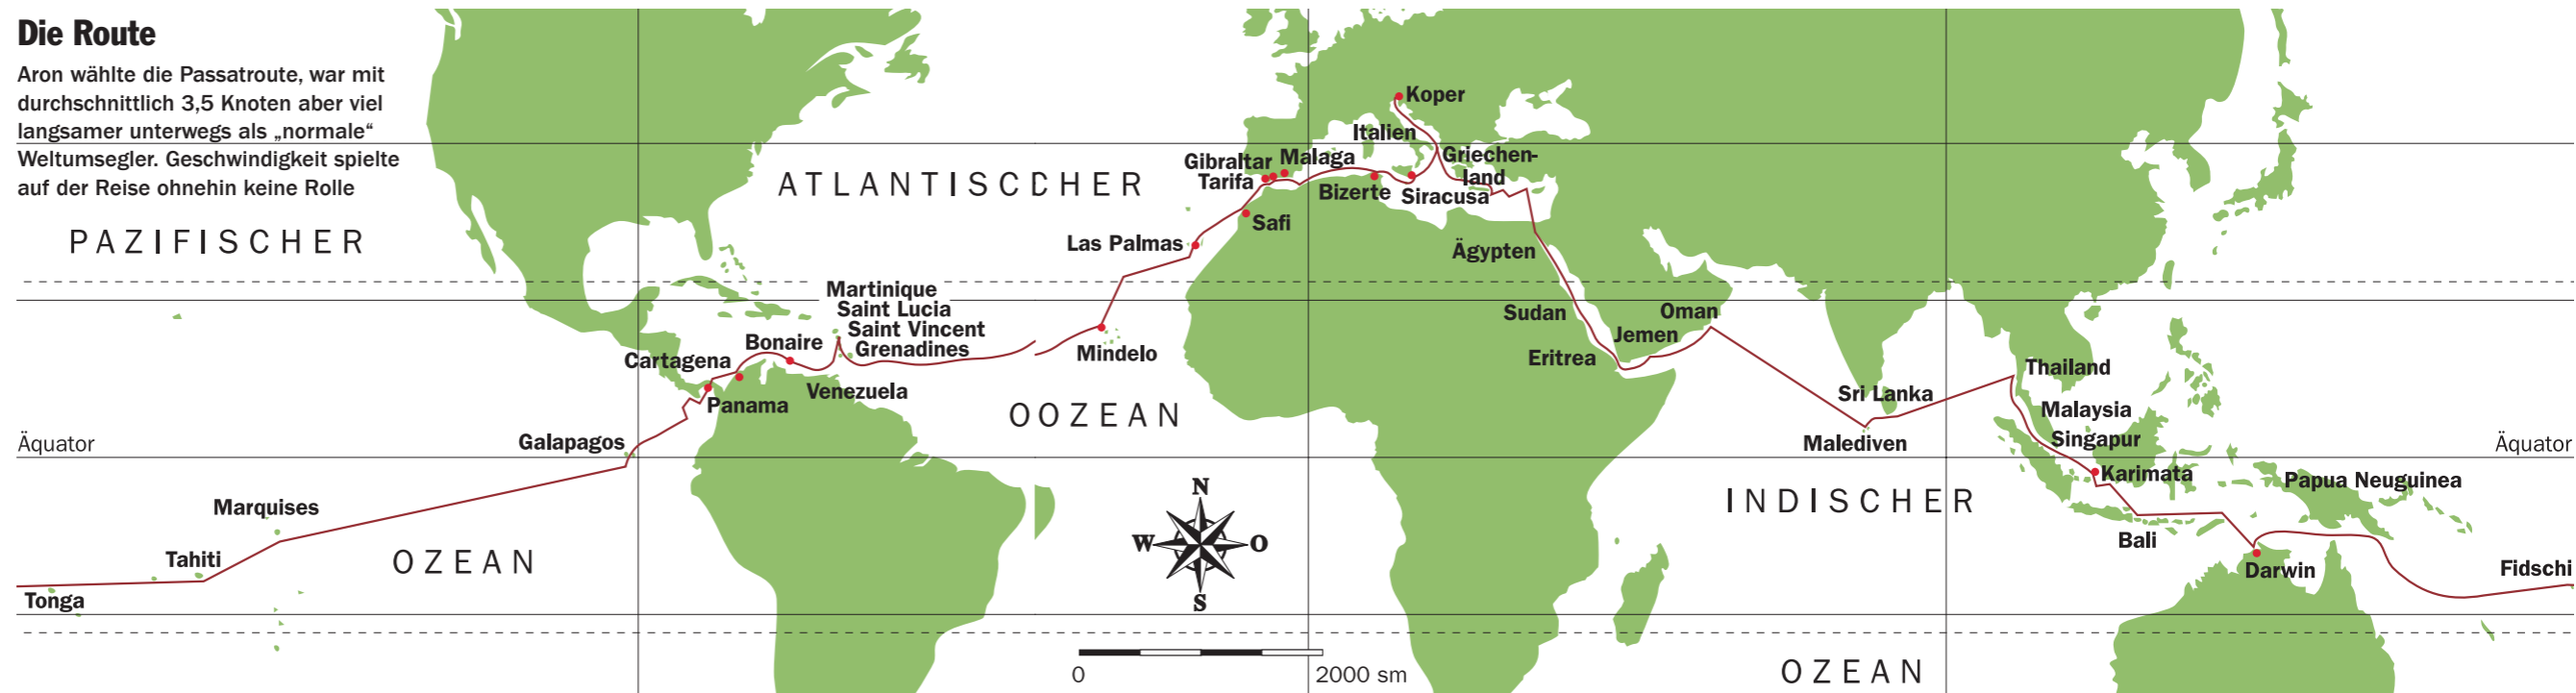 Die Route
Aron wählte die Passatroute, war mit
durchschnittlich 3,5 Knoten aber viel
langsamer unterwegs als „normale“
Weltumsegler. Geschwindigkeit spielte
auf der Reise ohnehin keine Rolle
PAZIFISCHER
OZEAN
ATLANTISCDHER
OOZEAN
INDISCHER
OZEAN
Koper
Italien
Griechen-
land
Gibraltar
Malaga
Tarifa
Bizerte
Siracusa
Safi
Las Palmas
Ägypten
Martinique
Saint Lucia
Saint Vincent
Grenadines
Mindelo
Bonaire
Cartagena
Venezuela
Panama
Galapagos
Marquises
Tahiti
Tonga
Sudan
Oman
Jemen
Eritrea
Sri Lanka
Malediven
Thailand
Malaysia
Singapur
Karimata
Papua Neuguinea
Bali
Darwin
Fidschi
Äquator
Äquator
N
W
O
S
0
2000 sm